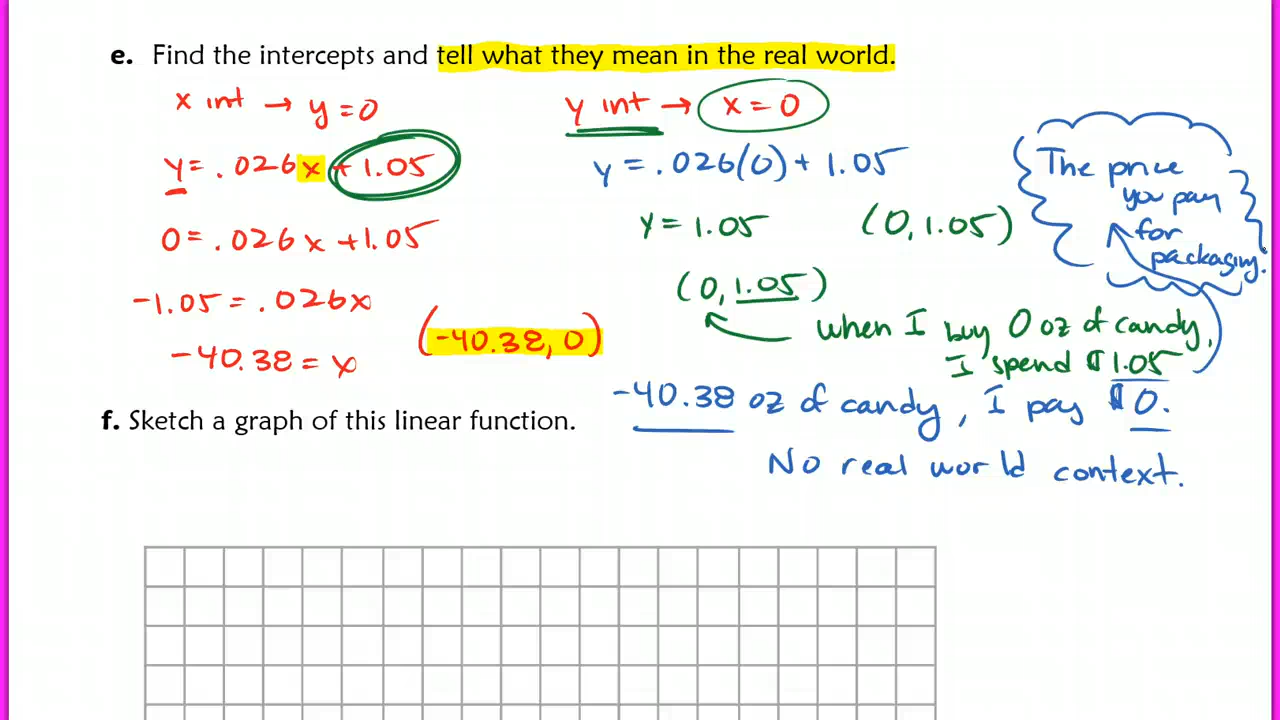 e. Find the intercepts and tell what they mean in the real world.
x int → y = 0
y = .026x + 1.05
0 = .026x + 1.05
-1.05 = .026x
-40.38 = x
(-40.38, 0)
y int → x = 0
y = .026(0) + 1.05
y = 1.05
(0, 1.05)
(0, 1.05)
when I buy 0 oz of candy,
I spend $1.05
The price
you pay
for
packaging.
-40.38 oz of candy, I pay $0.
No real world context.
f. Sketch a graph of this linear function.